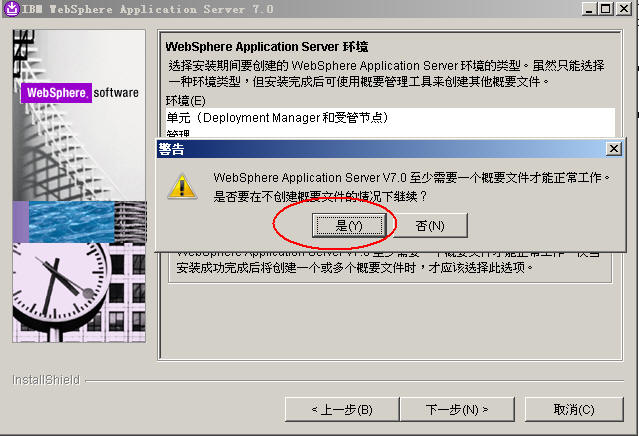 IBM WebSphere Application Server 7.0
WebSphere software
WebSphere Application Server 环境
选择安装期间要创建的 WebSphere Application Server 环境的类型。虽然只能选择
一种环境类型，但安装完成后可使用概要管理工具来创建其他概要文件。
环境(E)
单元（Deployment Manager 和受管节点）
管理
警告
WebSphere Application Server V7.0 至少需要一个概要文件才能正常工作。
是否要在不创建概要文件的情况下继续？
是(Y)
否(N)
WebSphere Application Server V7.0 至少需要一个概要文件才能正常工作
安装成功完成后将创建一个或多个概要文件时，才应该选择此选项。
InstallShield
< 上一步(B)
下一步(N) >
取消(C)